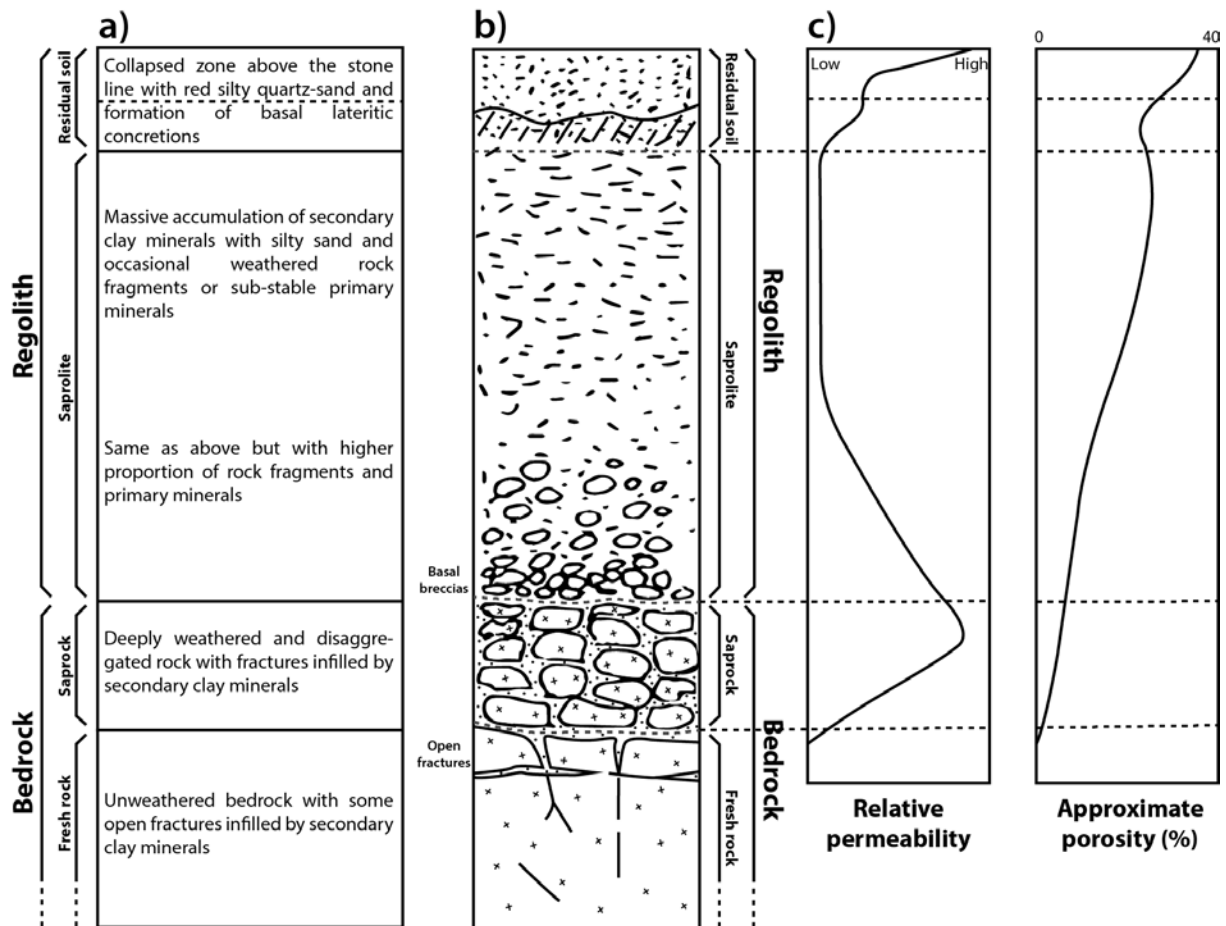 a)
Regolith
Residual soil
Collapsed zone above the stone
line with red silty quartz-sand and
formation of basal lateritic
concretions
Saprolite
Massive accumulation of secondary
clay minerals with silty sand and
occasional weathered rock
fragments or sub-stable primary
minerals
Same as above but with higher
proportion of rock fragments and
primary minerals
Bedrock
Saprock
Deeply weathered and disaggre-
gated rock with fractures infilled by
secondary clay minerals
Fresh rock
Unweathered bedrock with some
open fractures infilled by secondary
clay minerals
b)
Basal
breccias
Open
fractures
Residual soil
Saprolite
Regolith
Saprock
Fresh rock
Bedrock
c)
Low
High
Relative
permeability
0
40
Approximate
porosity (%)